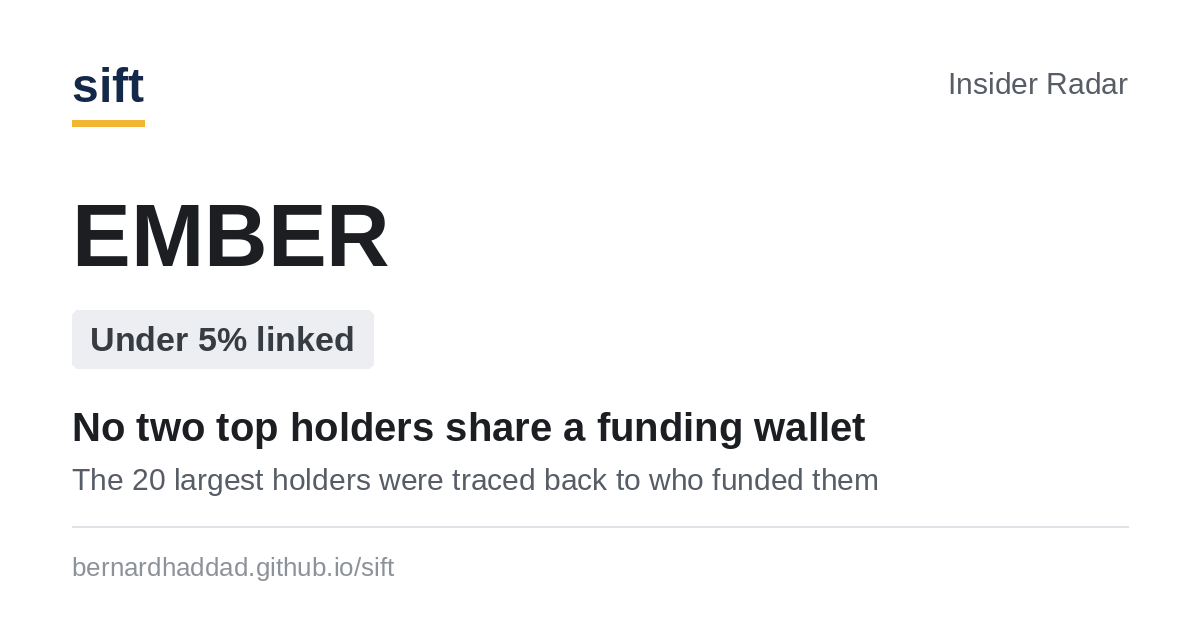 sift
Insider Radar
EMBER
Under 5% linked
No two top holders share a funding wallet
The 20 largest holders were traced back to who funded them
bernardhaddad.github.io/sift